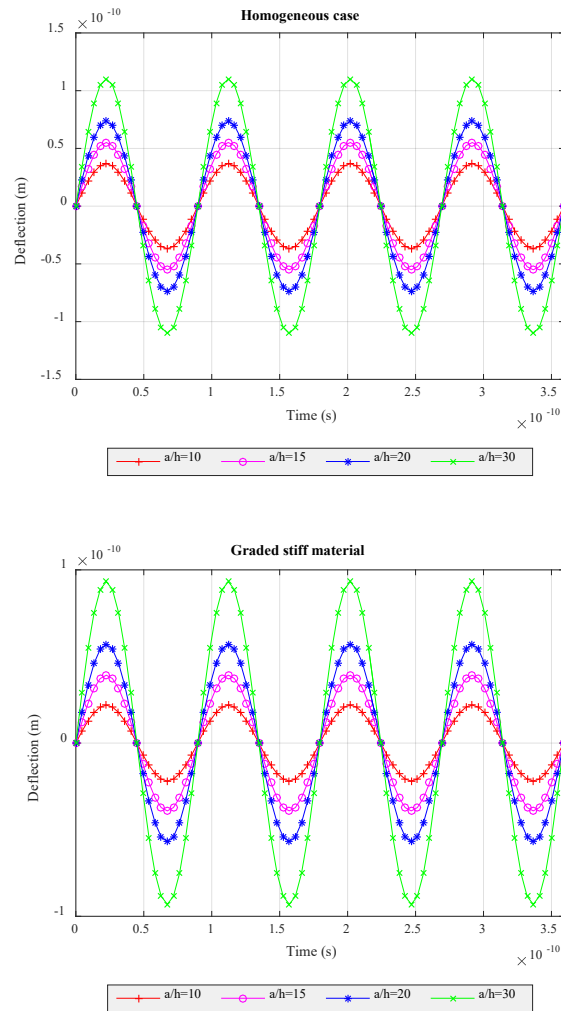 Homogeneous case
× 10 -10
1.5
1
0.5
0
-0.5
-1
-1.5
Deflection (m)
0 0.5 1 1.5 2 2.5 3 3.5
Time (s)
× 10 -10
a/h=10 a/h=15 a/h=20 a/h=30
Graded stiff material
× 10 -10
1
0
-1
Deflection (m)
0 0.5 1 1.5 2 2.5 3 3.5
Time (s)
× 10 -10
a/h=10 a/h=15 a/h=20 a/h=30